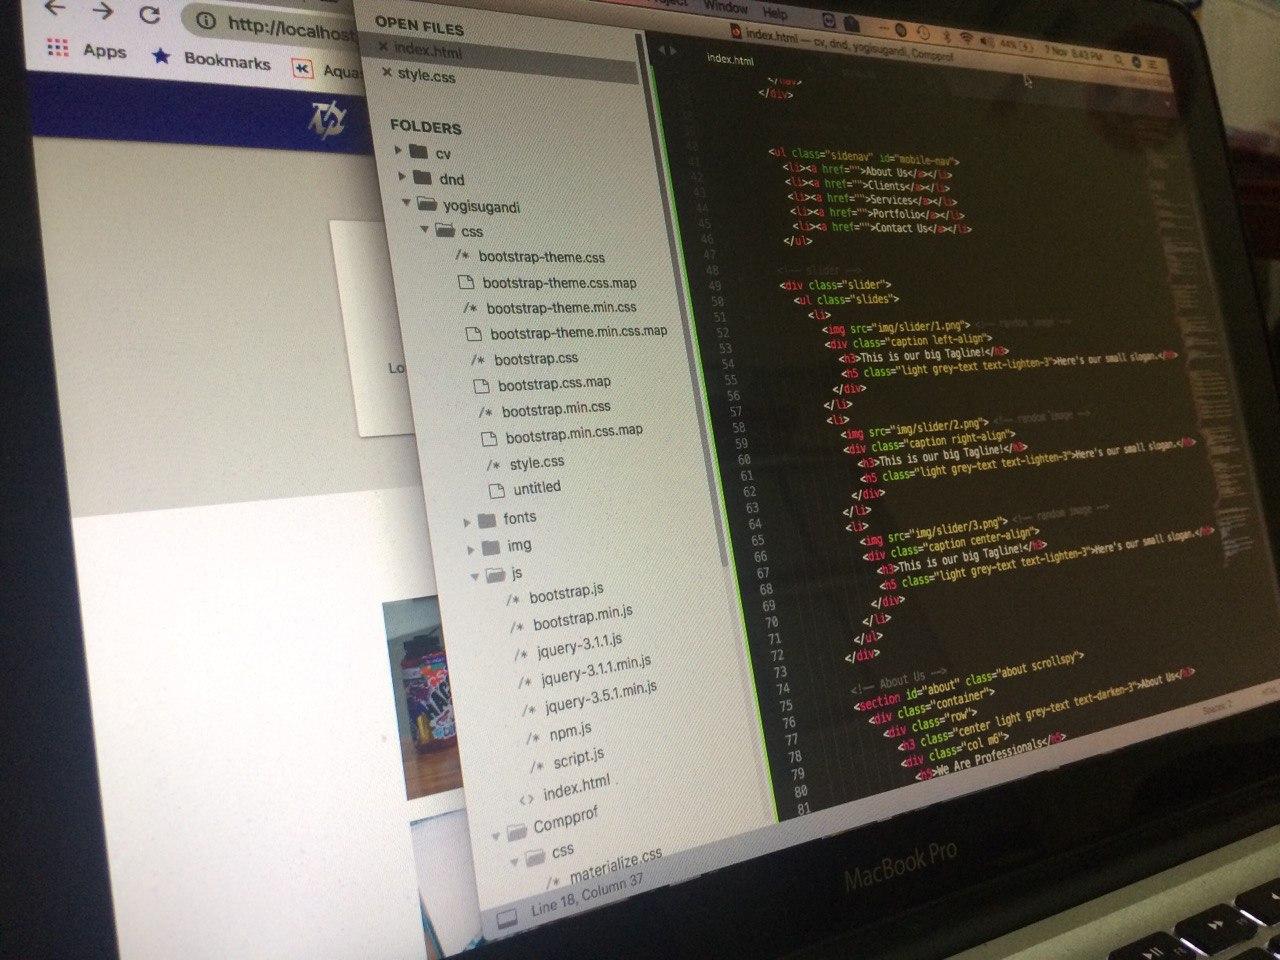 Window Help
44% 7 Nov 8:43 PM
http://localhost
Apps Bookmarks Aqua
OPEN FILES
index.html
style.css
FOLDERS
cv
dnd
yogisugandi
css
/* bootstrap-theme.css
bootstrap-theme.css.map
/* bootstrap-theme.min.css
bootstrap-theme.min.css.map
/* bootstrap.css
bootstrap.css.map
/* bootstrap.min.css
bootstrap.min.css.map
/* style.css
untitled
fonts
img
js
/* bootstrap.js
/* bootstrap.min.js
/* jquery-3.1.1.js
/* jquery-3.1.1.min.js
/* jquery-3.5.1.min.js
/* npm.js
/* script.js
<> index.html
Compprof
css
/* materialize.css
Line 18, Column 37
Lo
index.html — cv, dnd, yogisugandi, Compprof
index.html
</nav>
</div>
<ul class="sidenav" id="mobile-nav">
<li><a href="">About Us</a></li>
<li><a href="">Clients</a></li>
<li><a href="">Services</a></li>
<li><a href="">Portfolio</a></li>
<li><a href="">Contact Us</a></li>
</ul>
<!-- slider -->
<div class="slider">
<ul class="slides">
<li>
<img src="img/slider/1.png"> <!-- random image -->
<div class="caption left-align">
<h3>This is our big Tagline!</h3>
<h5 class="light grey-text text-lighten-3">Here's our small slogan.</h5>
</div>
</li>
<li>
<img src="img/slider/2.png"> <!-- random image -->
<div class="caption right-align">
<h3>This is our big Tagline!</h3>
<h5 class="light grey-text text-lighten-3">Here's our small slogan.</h5>
</div>
</li>
<li>
<img src="img/slider/3.png"> <!-- random image -->
<div class="caption center-align">
<h3>This is our big Tagline!</h3>
<h5 class="light grey-text text-lighten-3">Here's our small slogan.</h5>
</div>
</li>
</ul>
</div>
<!-- About Us -->
<section id="about" class="about scrollspy">
<div class="container">
<div class="row">
<h3 class="center light grey-text text-darken-3">About Us</h3>
<div class="col m6">
<h5>We Are Professionals</h5>
MacBook Pro